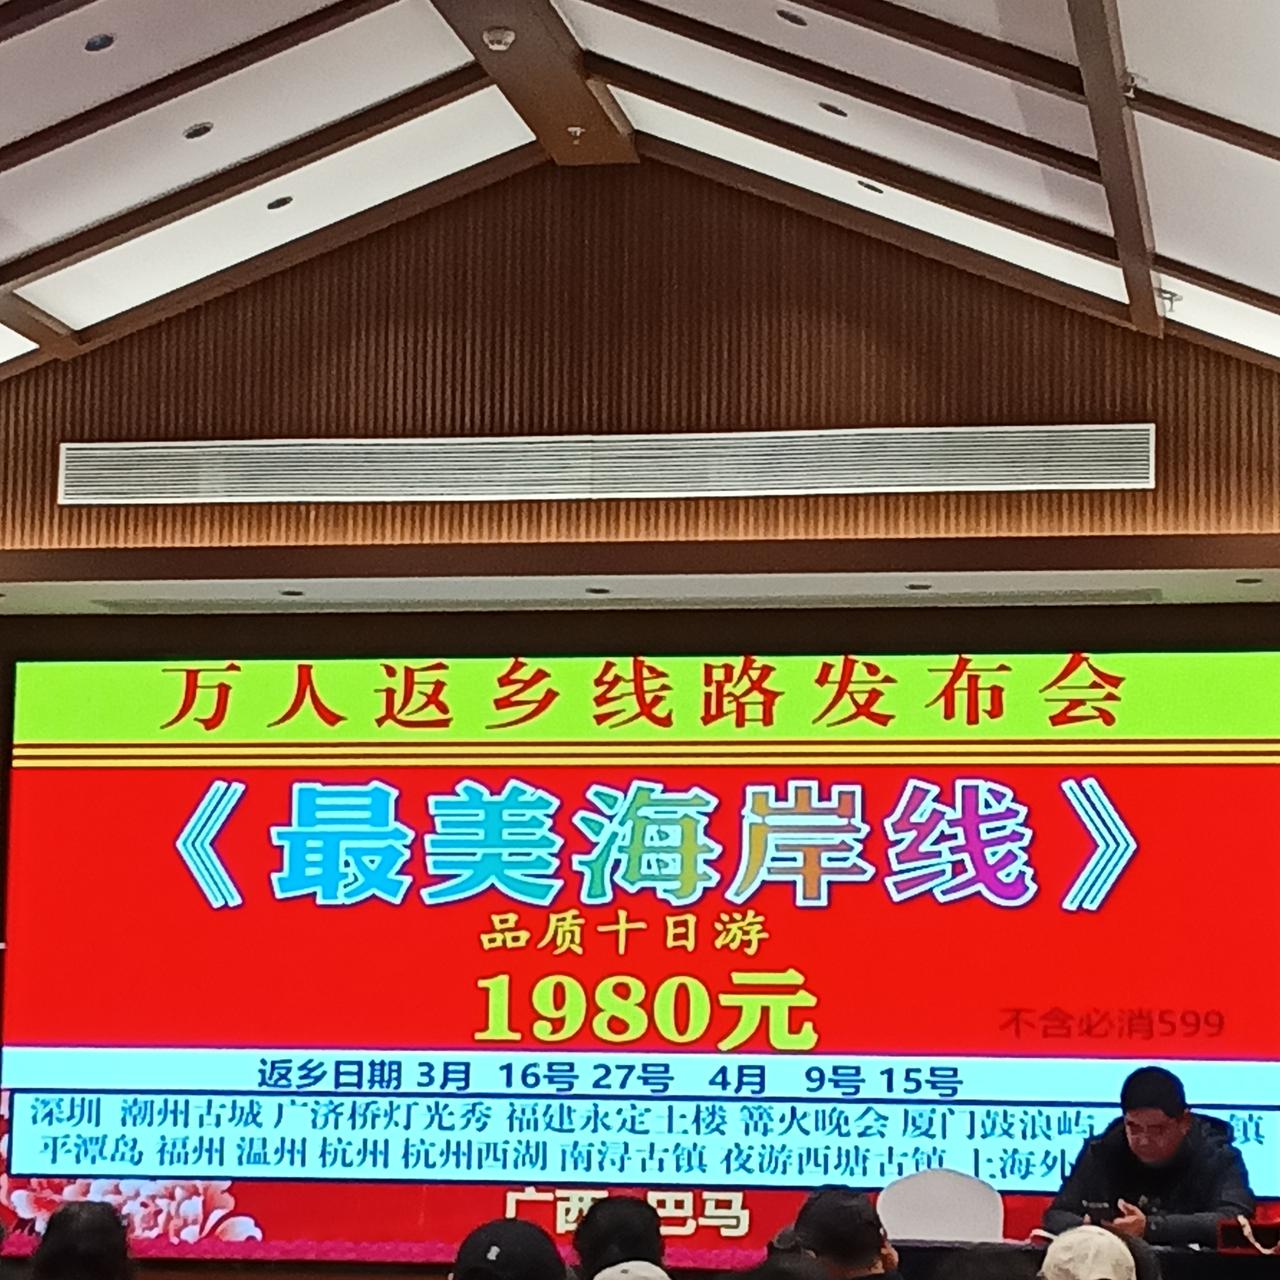 万人返乡线路发布会
《最美海岸线》
品质十日游
1980元
不含必消599
返乡日期 3月 16号 27号 4月 9号 15号
深圳 潮州古城 广济桥灯光秀 福建永定土楼 篝火晚会 厦门鼓浪屿 镇
平潭岛 福州 温州 杭州 杭州西湖 南浔古镇 夜游西塘古镇 上海外
广西 巴马